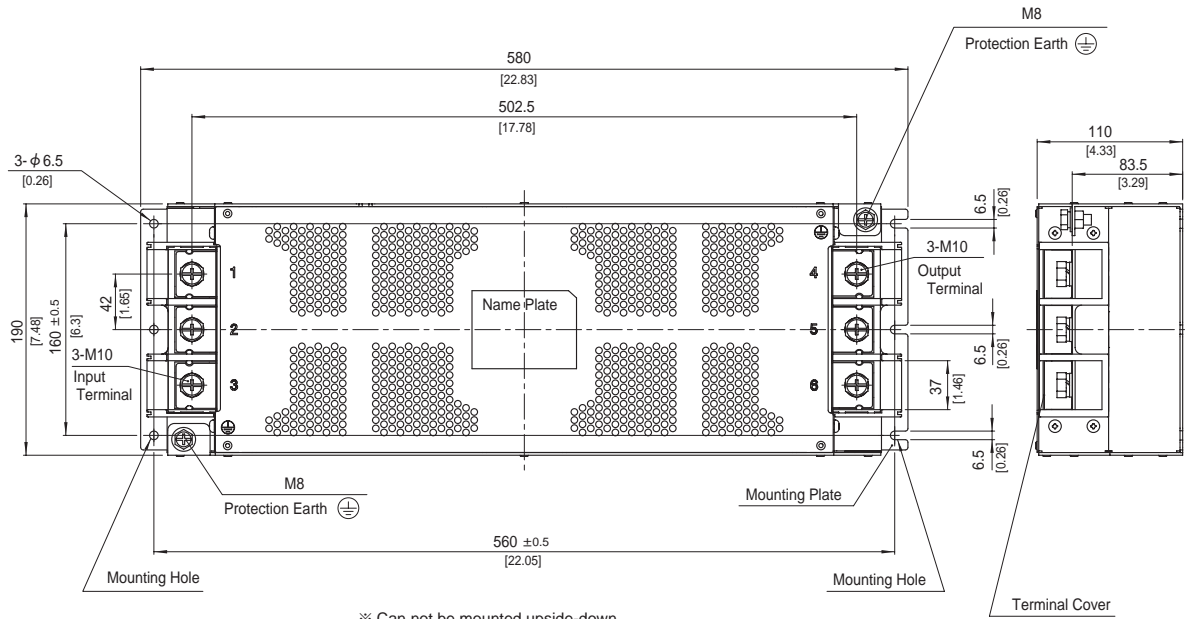 M8
Protection Earth
580
[22.83]
502.5
[17.78]
3-ϕ6.5
[0.26]
110
[4.33]
83.5
[3.29]
6.5
[0.26]
190
[7.48]
160 ±0.5
[6.3]
42
[1.65]
1
2
3
4
5
6
Name Plate
3-M10
Output
Terminal
3-M10
Input
Terminal
6.5
[0.26]
37
[1.46]
6.5
[0.26]
M8
Protection Earth
Mounting Plate
560 ±0.5
[22.05]
Mounting Hole
Mounting Hole
Terminal Cover
※ Can not be mounted upside-down